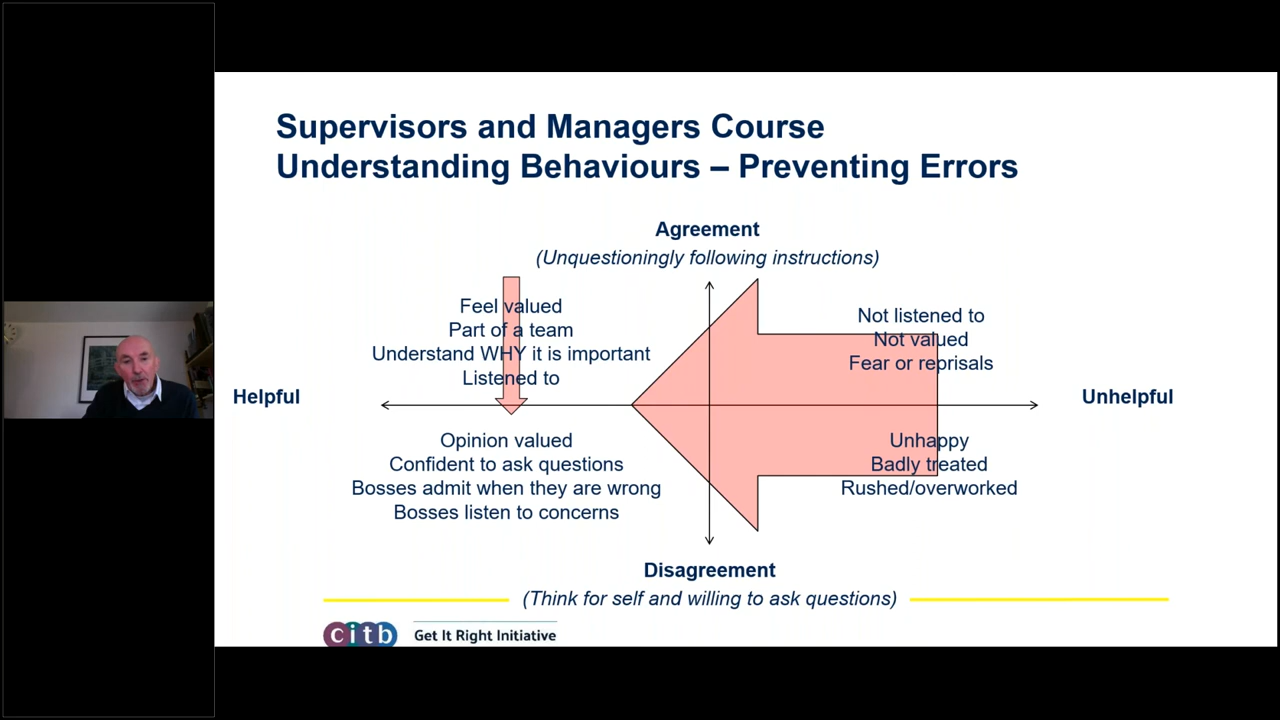 Supervisors and Managers Course
Understanding Behaviours – Preventing Errors
Agreement
(Unquestioningly following instructions)
Feel valued
Part of a team
Understand WHY it is important
Listened to
Not listened to
Not valued
Fear or reprisals
Helpful
Unhelpful
Opinion valued
Confident to ask questions
Bosses admit when they are wrong
Bosses listen to concerns
Unhappy
Badly treated
Rushed/overworked
Disagreement
(Think for self and willing to ask questions)
citb
Get It Right Initiative